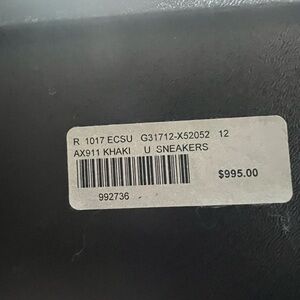 R 1017 ECSU G31712-X52052 12
AX911 KHAKI U SNEAKERS
$995.00
992736